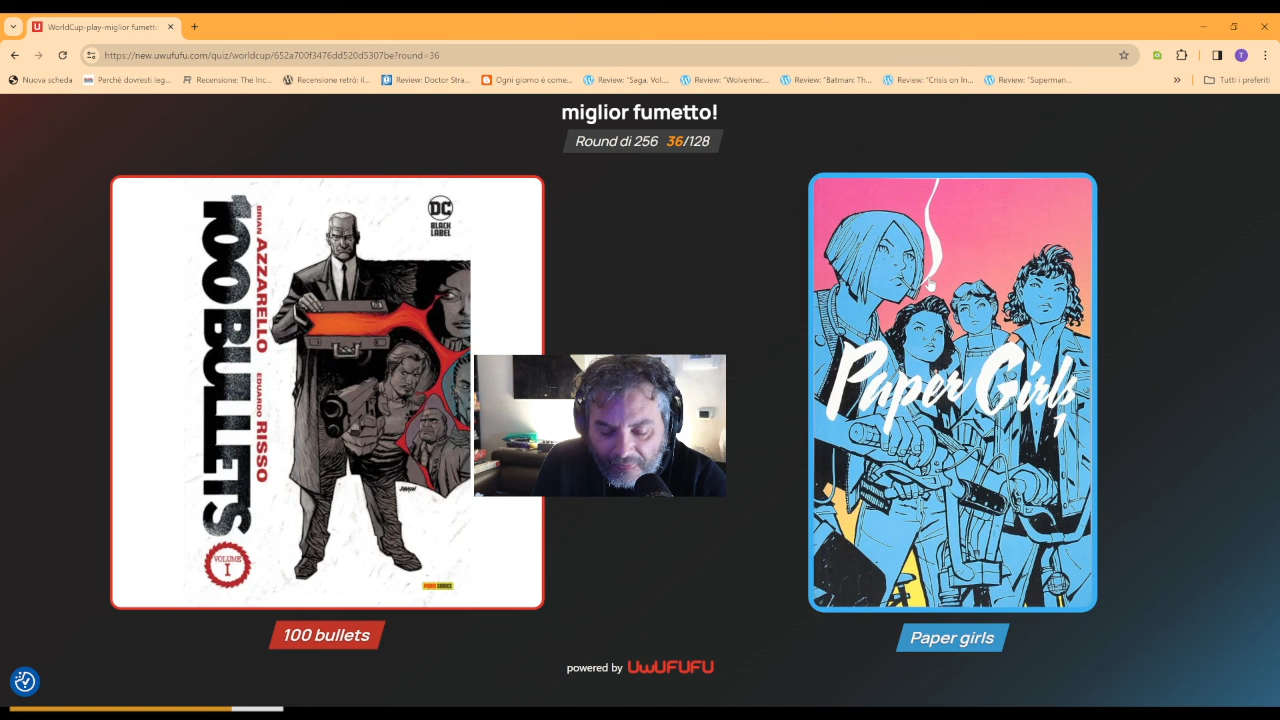 WorldCup-play-miglior fumetto
https://new.uwufufu.com/quiz/worldcup/652a700f3476dd520d5307be?round=36
T
Nuova scheda
Perché dovresti leg...
Recensione: The Inc...
Recensione retrò: il...
Review: Doctor Stra...
Ogni giorno è come...
Review: "Saga. Vol....
Review: "Wolverine:...
Review: "Batman: Th...
Review: "Crisis on In...
Review: "Superman...
Tutti i preferiti
miglior fumetto!
Round di 256 36/128
100 BULLETS
BRIAN AZZARELLO
EDUARDO RISSO
DC
BLACK
LABEL
VOLUME
I
PANINI COMICS
Paper Girls
1
100 bullets
Paper girls
powered by UwUFUFU